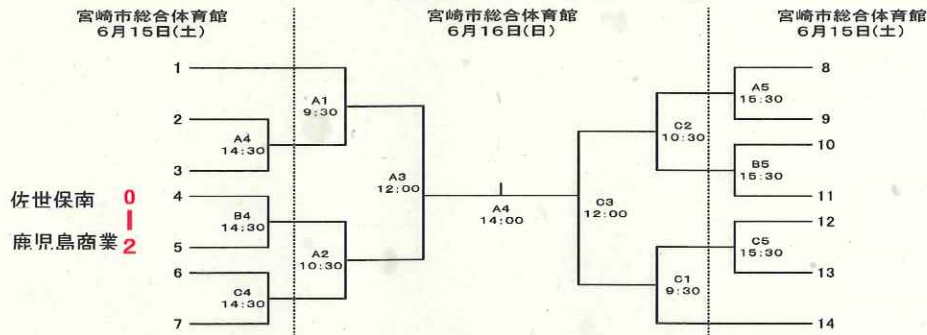 宮崎市総合体育館
6月15日(土)
宮崎市総合体育館
6月16日(日)
宮崎市総合体育館
6月15日(土)
1
2
3
佐世保南 0 4
鹿児島商業 2 5
6
7
A4
14:30
B4
14:30
C4
14:30
A1
9:30
A2
10:30
A3
12:00
A4
14:00
C3
12:00
C2
10:30
C1
9:30
A5
15:30
B5
15:30
C5
15:30
8
9
10
11
12
13
14